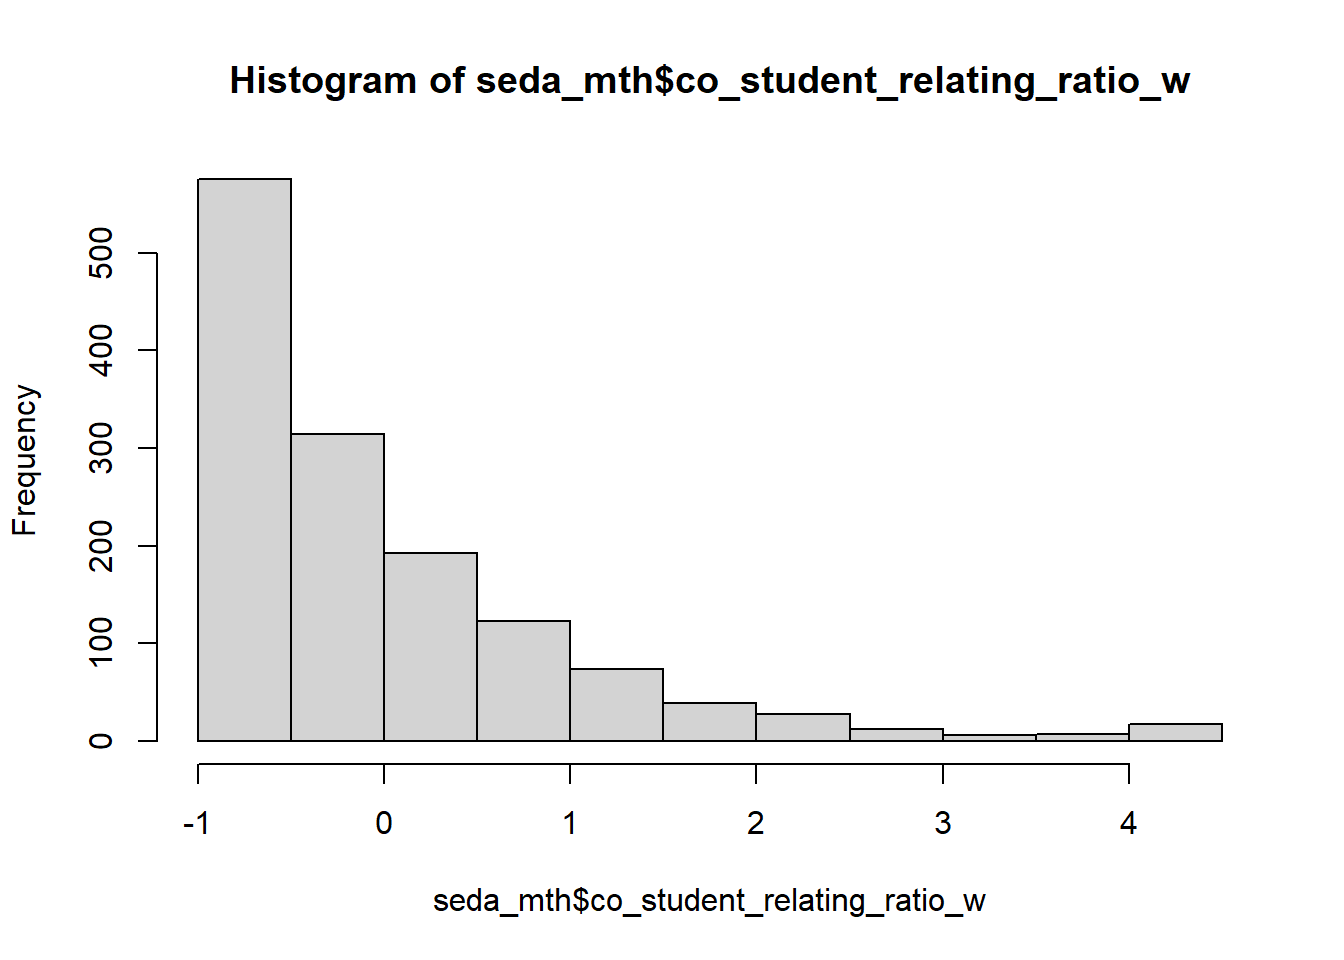 Histogram of seda_mth$co_student_relating_ratio_w
Frequency
500
400
300
200
100
0
-1 0 1 2 3 4
seda_mth$co_student_relating_ratio_w